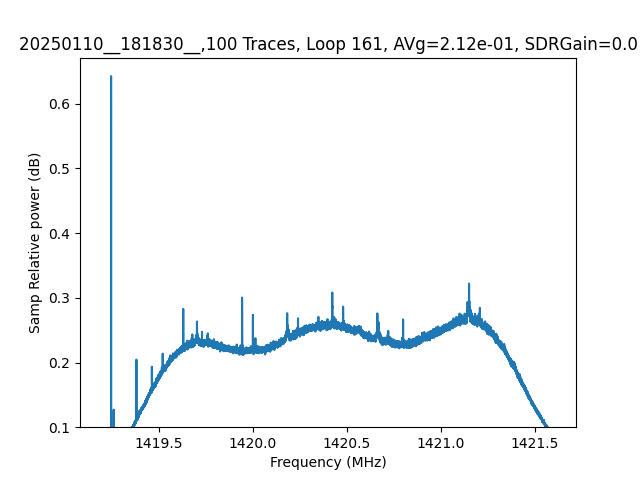 20250110__181830__,100 Traces, Loop 161, AVg=2.12e-01, SDRGain=0.0
0.6
0.5
0.4
0.3
0.2
0.1
Samp Relative power (dB)
1419.5 1420.0 1420.5 1421.0 1421.5
Frequency (MHz)